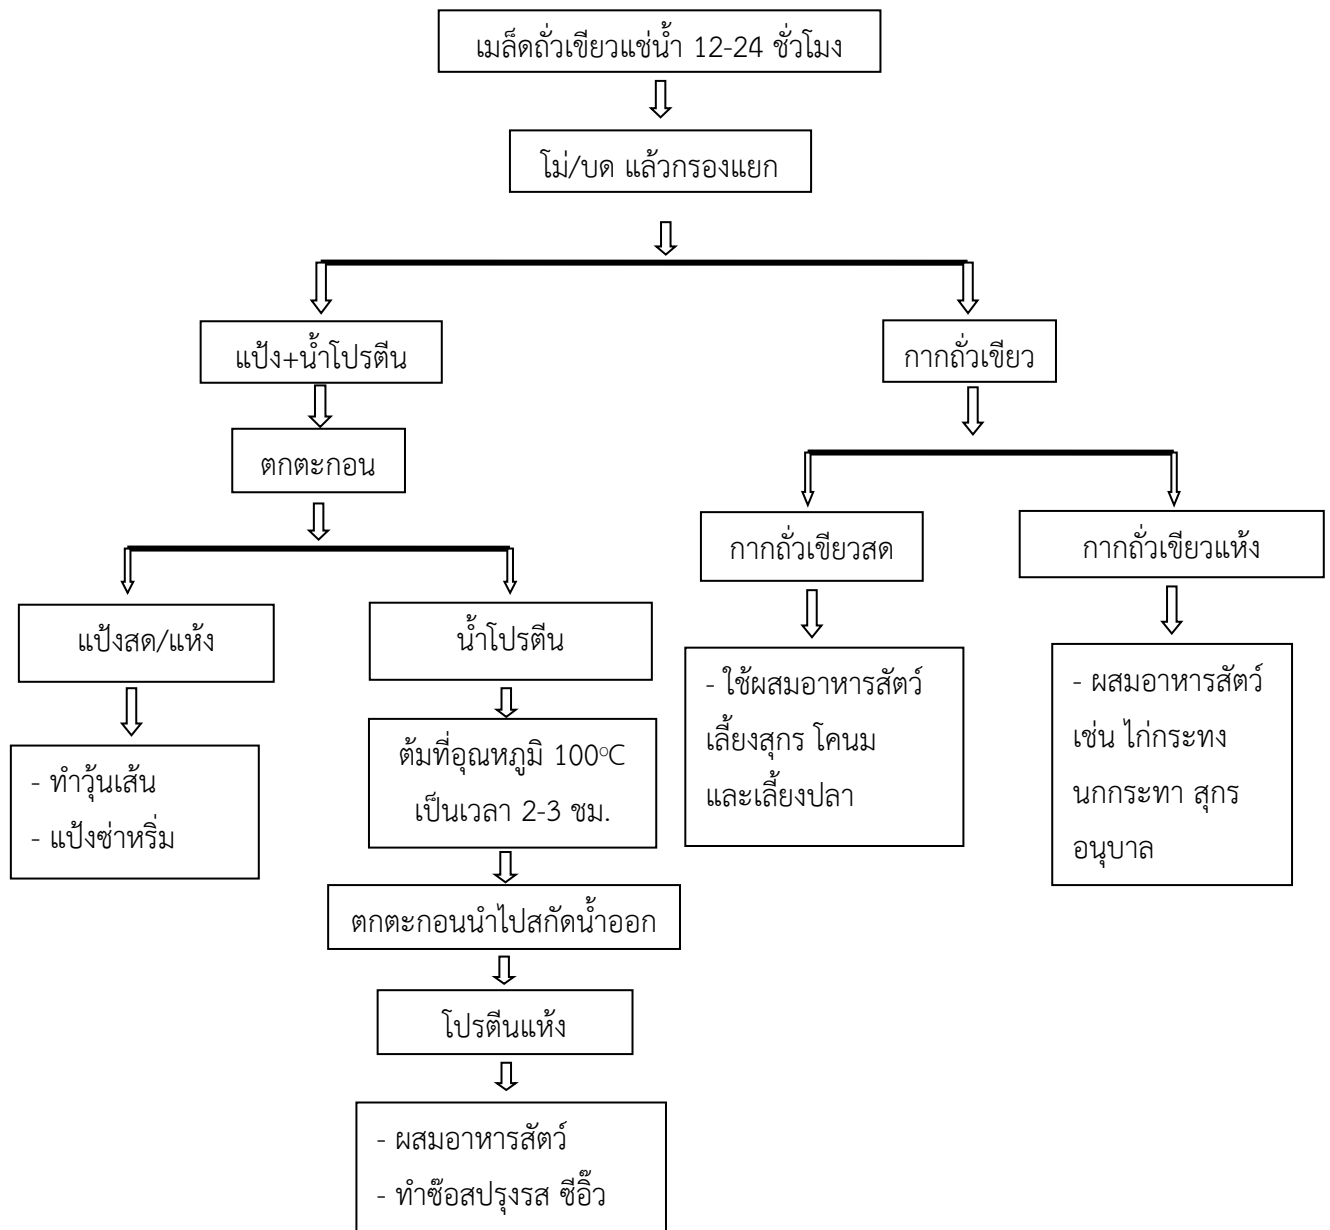 เมล็ดถั่วเขียวแช่น้ำ 12-24 ชั่วโมง
โม่/บด แล้วกรองแยก
แป้ง+น้ำโปรตีน
กากถั่วเขียว
ตกตะกอน
กากถั่วเขียวสด
กากถั่วเขียวแห้ง
แป้งสด/แห้ง
น้ำโปรตีน
- ใช้ผสมอาหารสัตว์
เลี้ยงสุกร โคนม
และเลี้ยงปลา
- ผสมอาหารสัตว์
เช่น ไก่กระทง
นกกระทา สุกร
อนุบาล
- ทำวุ้นเส้น
- แป้งซ่าหริ่ม
ต้มที่อุณหภูมิ 100°C
เป็นเวลา 2-3 ชม.
ตกตะกอนนำไปสกัดน้ำออก
โปรตีนแห้ง
- ผสมอาหารสัตว์
- ทำซ๊อสปรุงรส ซีอิ๊ว